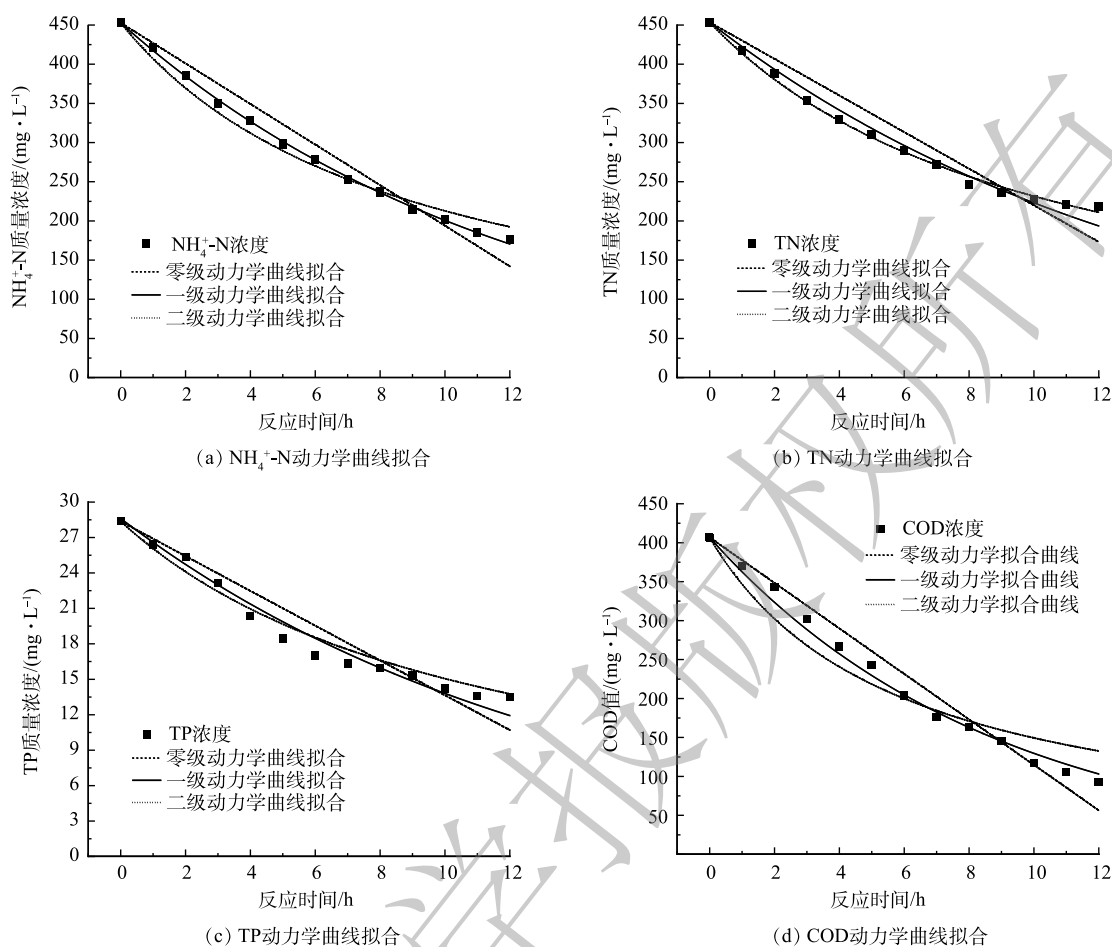 450
400
350
300
250
200
150
100
50
0
NH₄⁺-N质量浓度/(mg·L⁻¹)
NH₄⁺-N浓度
零级动力学曲线拟合
一级动力学曲线拟合
二级动力学曲线拟合
0 2 4 6 8 10 12
反应时间/h
(a) NH₄⁺-N动力学曲线拟合
450
400
350
300
250
200
150
100
50
0
TN质量浓度/(mg·L⁻¹)
TN浓度
零级动力学曲线拟合
一级动力学曲线拟合
二级动力学曲线拟合
0 2 4 6 8 10 12
反应时间/h
(b) TN动力学曲线拟合
30
27
24
21
18
15
12
9
6
3
0
TP质量浓度/(mg·L⁻¹)
TP浓度
零级动力学曲线拟合
一级动力学曲线拟合
二级动力学曲线拟合
0 2 4 6 8 10 12
反应时间/h
(c) TP动力学曲线拟合
450
400
350
300
250
200
150
100
50
COD值/(mg·L⁻¹)
COD浓度
零级动力学拟合曲线
一级动力学拟合曲线
二级动力学拟合曲线
0 2 4 6 8 10 12
反应时间/h
(d) COD动力学曲线拟合
学报版权所有